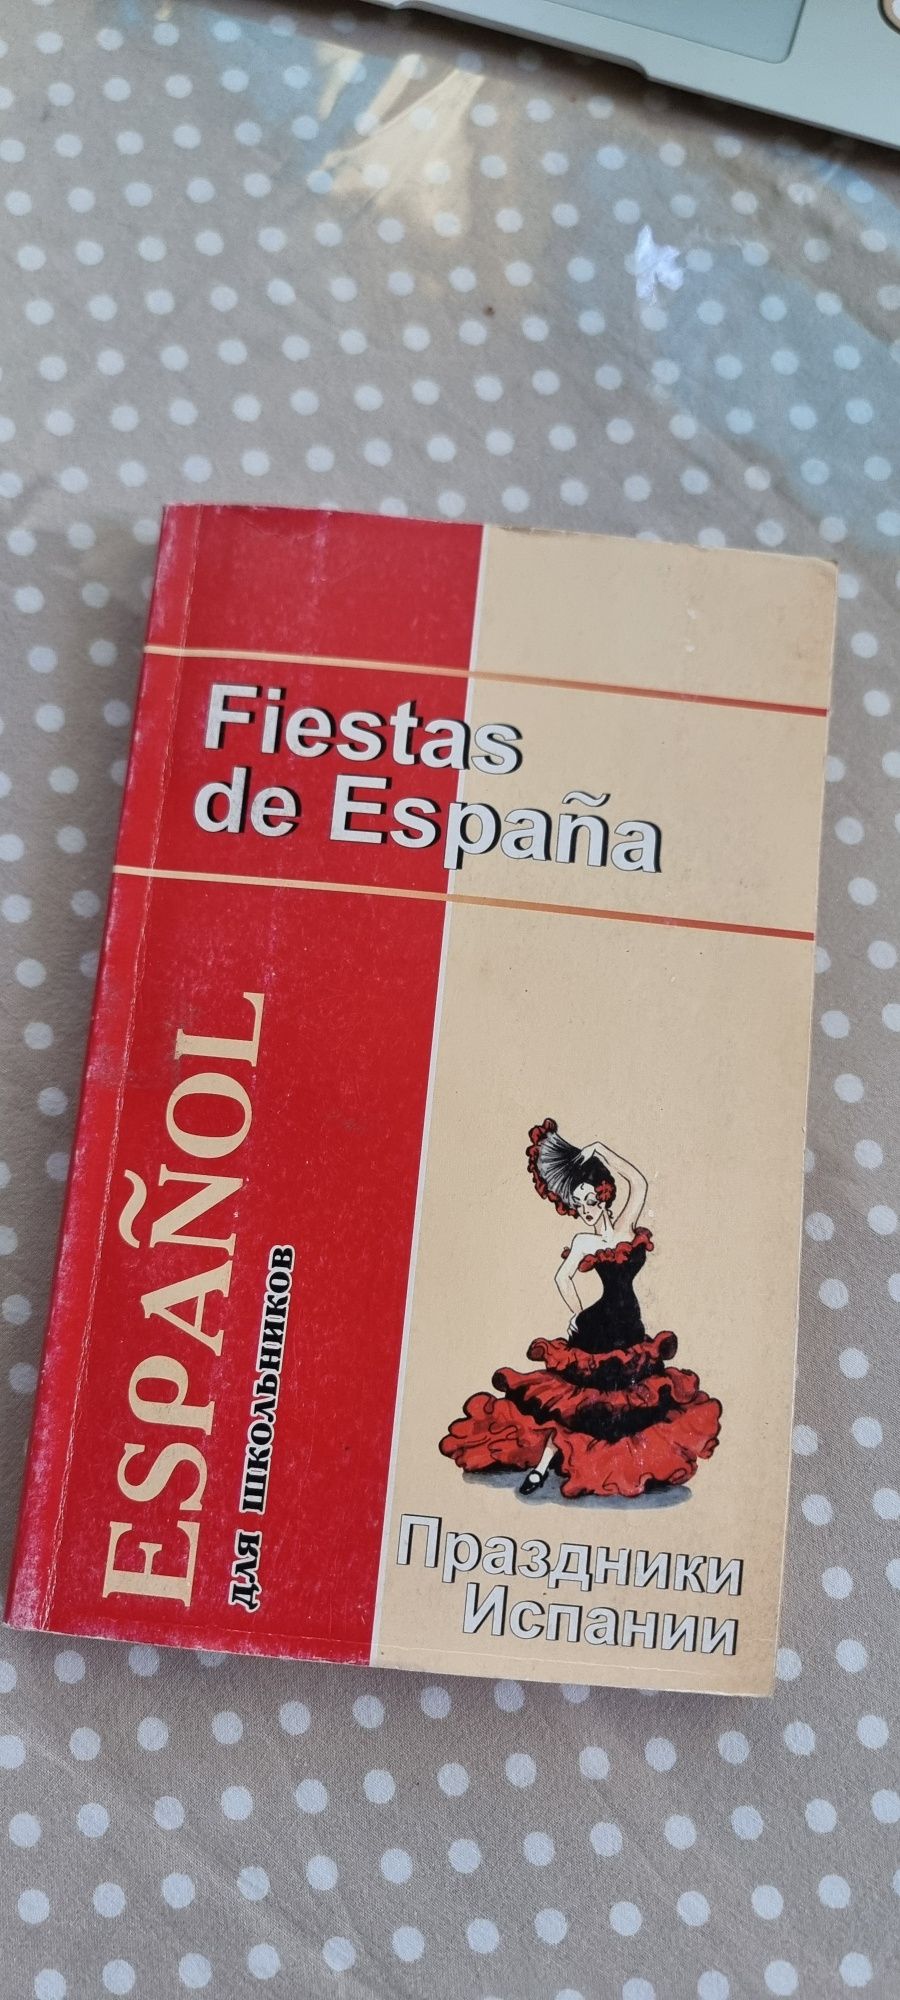 Fiestas
de España
ESPAÑOL
для школьников
Праздники
Испании